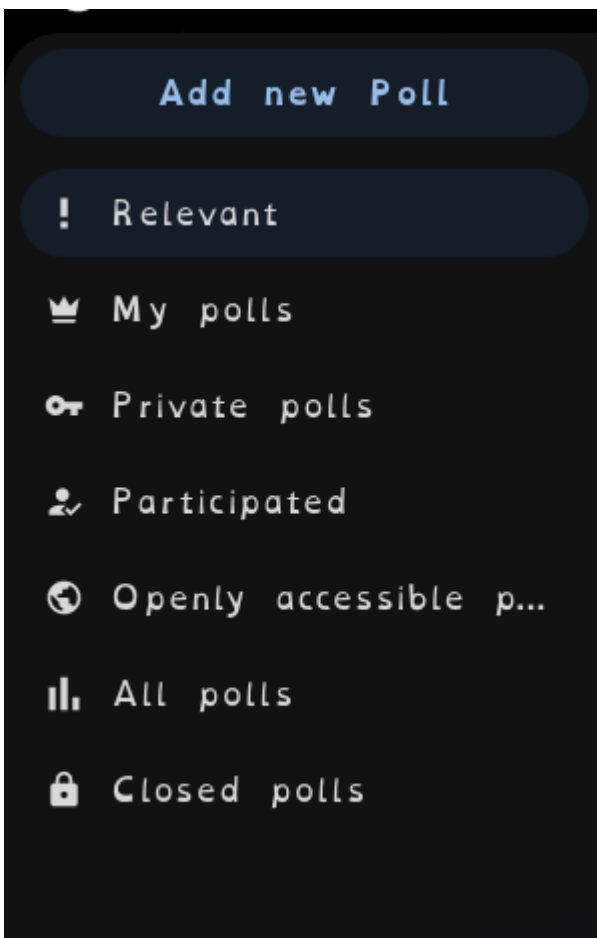 Add new Poll
Relevant
My polls
Private polls
Participated
Openly accessible p...
All polls
Closed polls